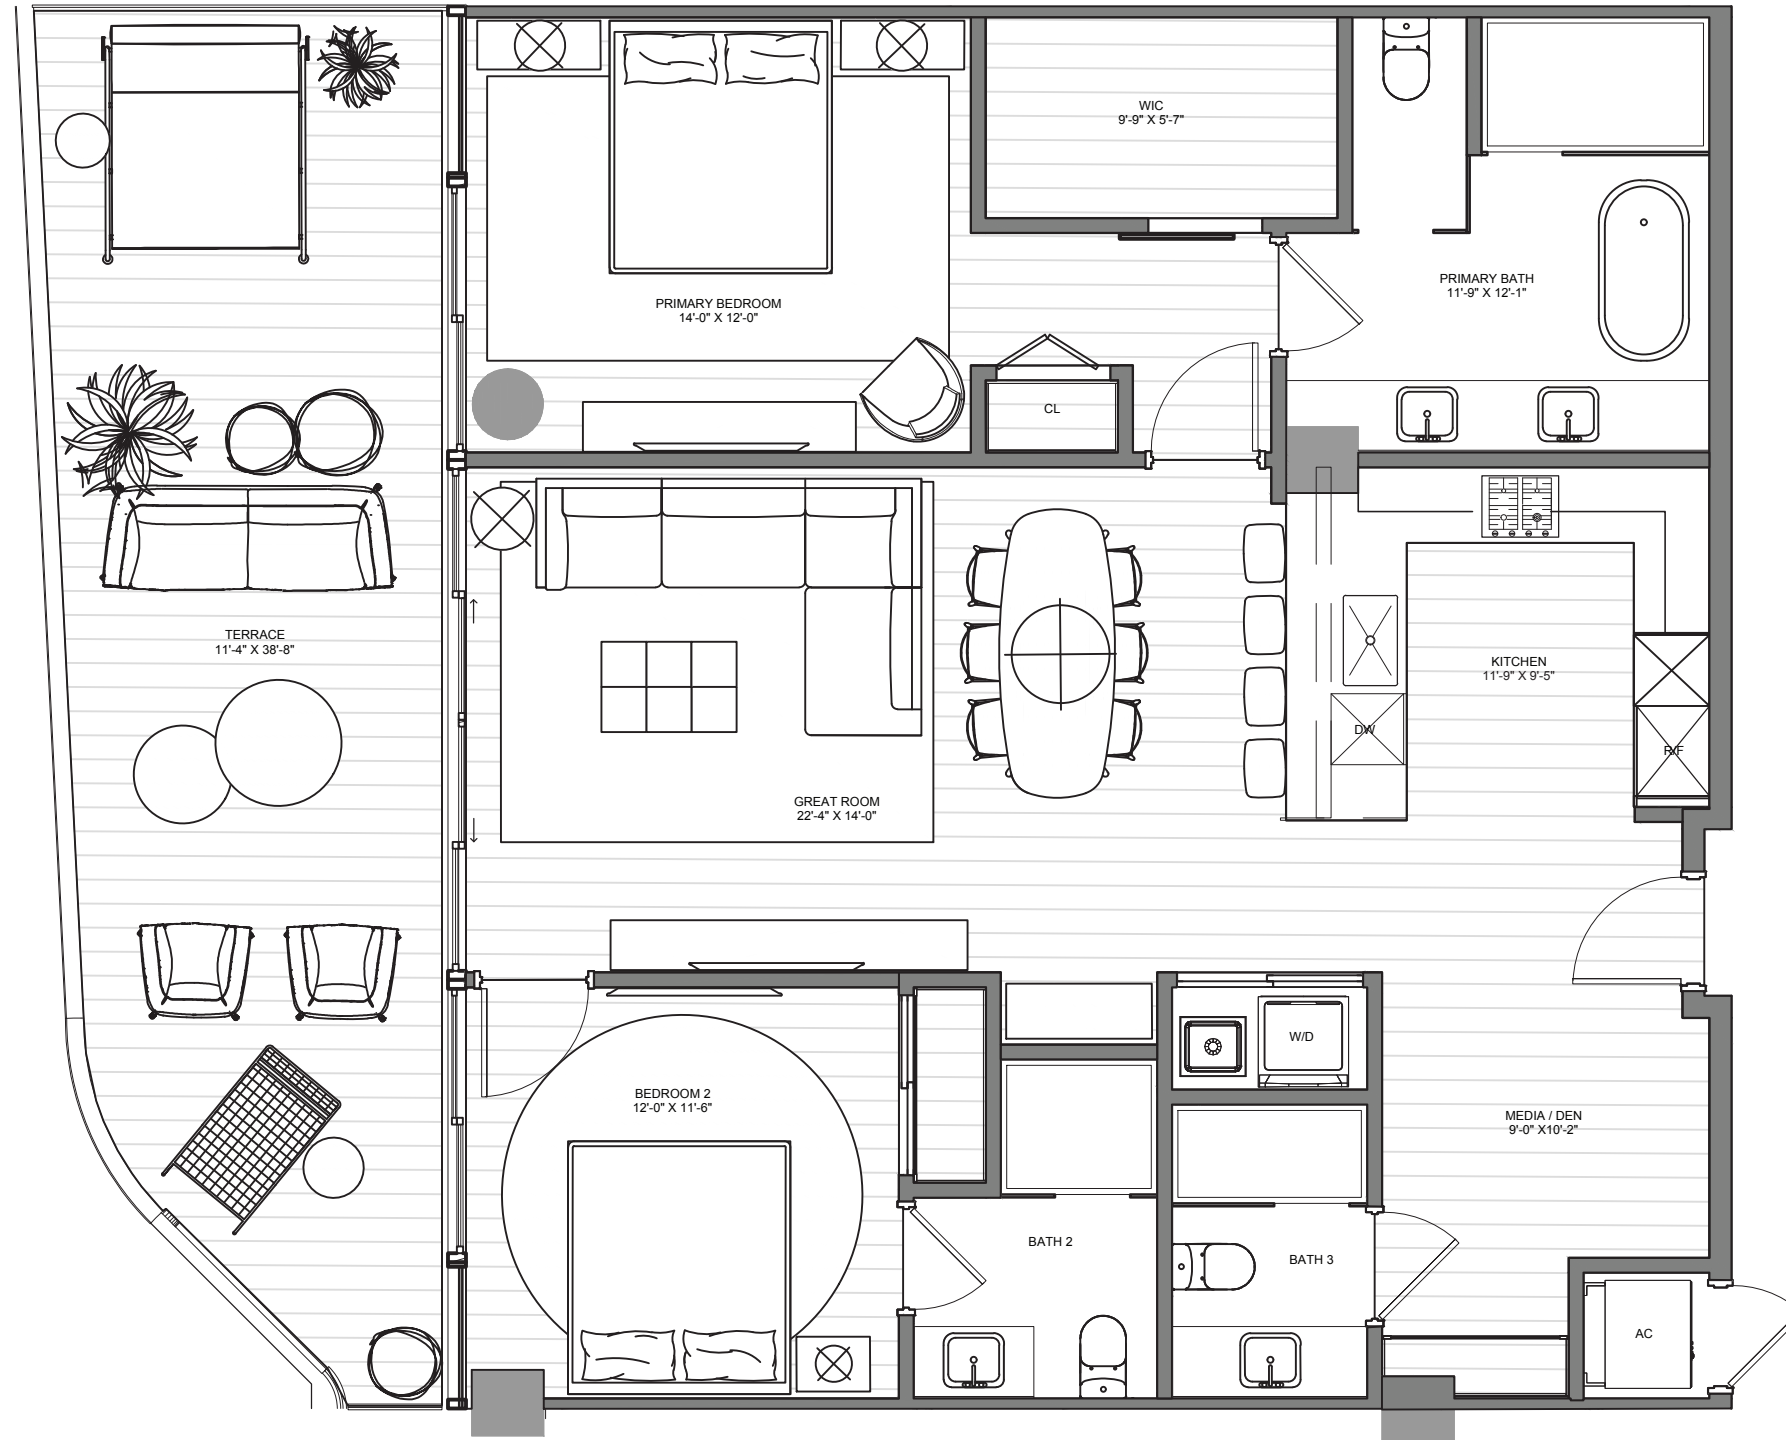 WIC
9'-9" X 5'-7"
PRIMARY BATH
11'-9" X 12'-1"
PRIMARY BEDROOM
14'-0" X 12'-0"
CL
TERRACE
11'-4" X 38'-8"
KITCHEN
11'-9" X 9'-5"
DW
R/F
GREAT ROOM
22'-4" X 14'-0"
W/D
BEDROOM 2
12'-0" X 11'-6"
MEDIA / DEN
9'-0" X10'-2"
BATH 2
BATH 3
AC